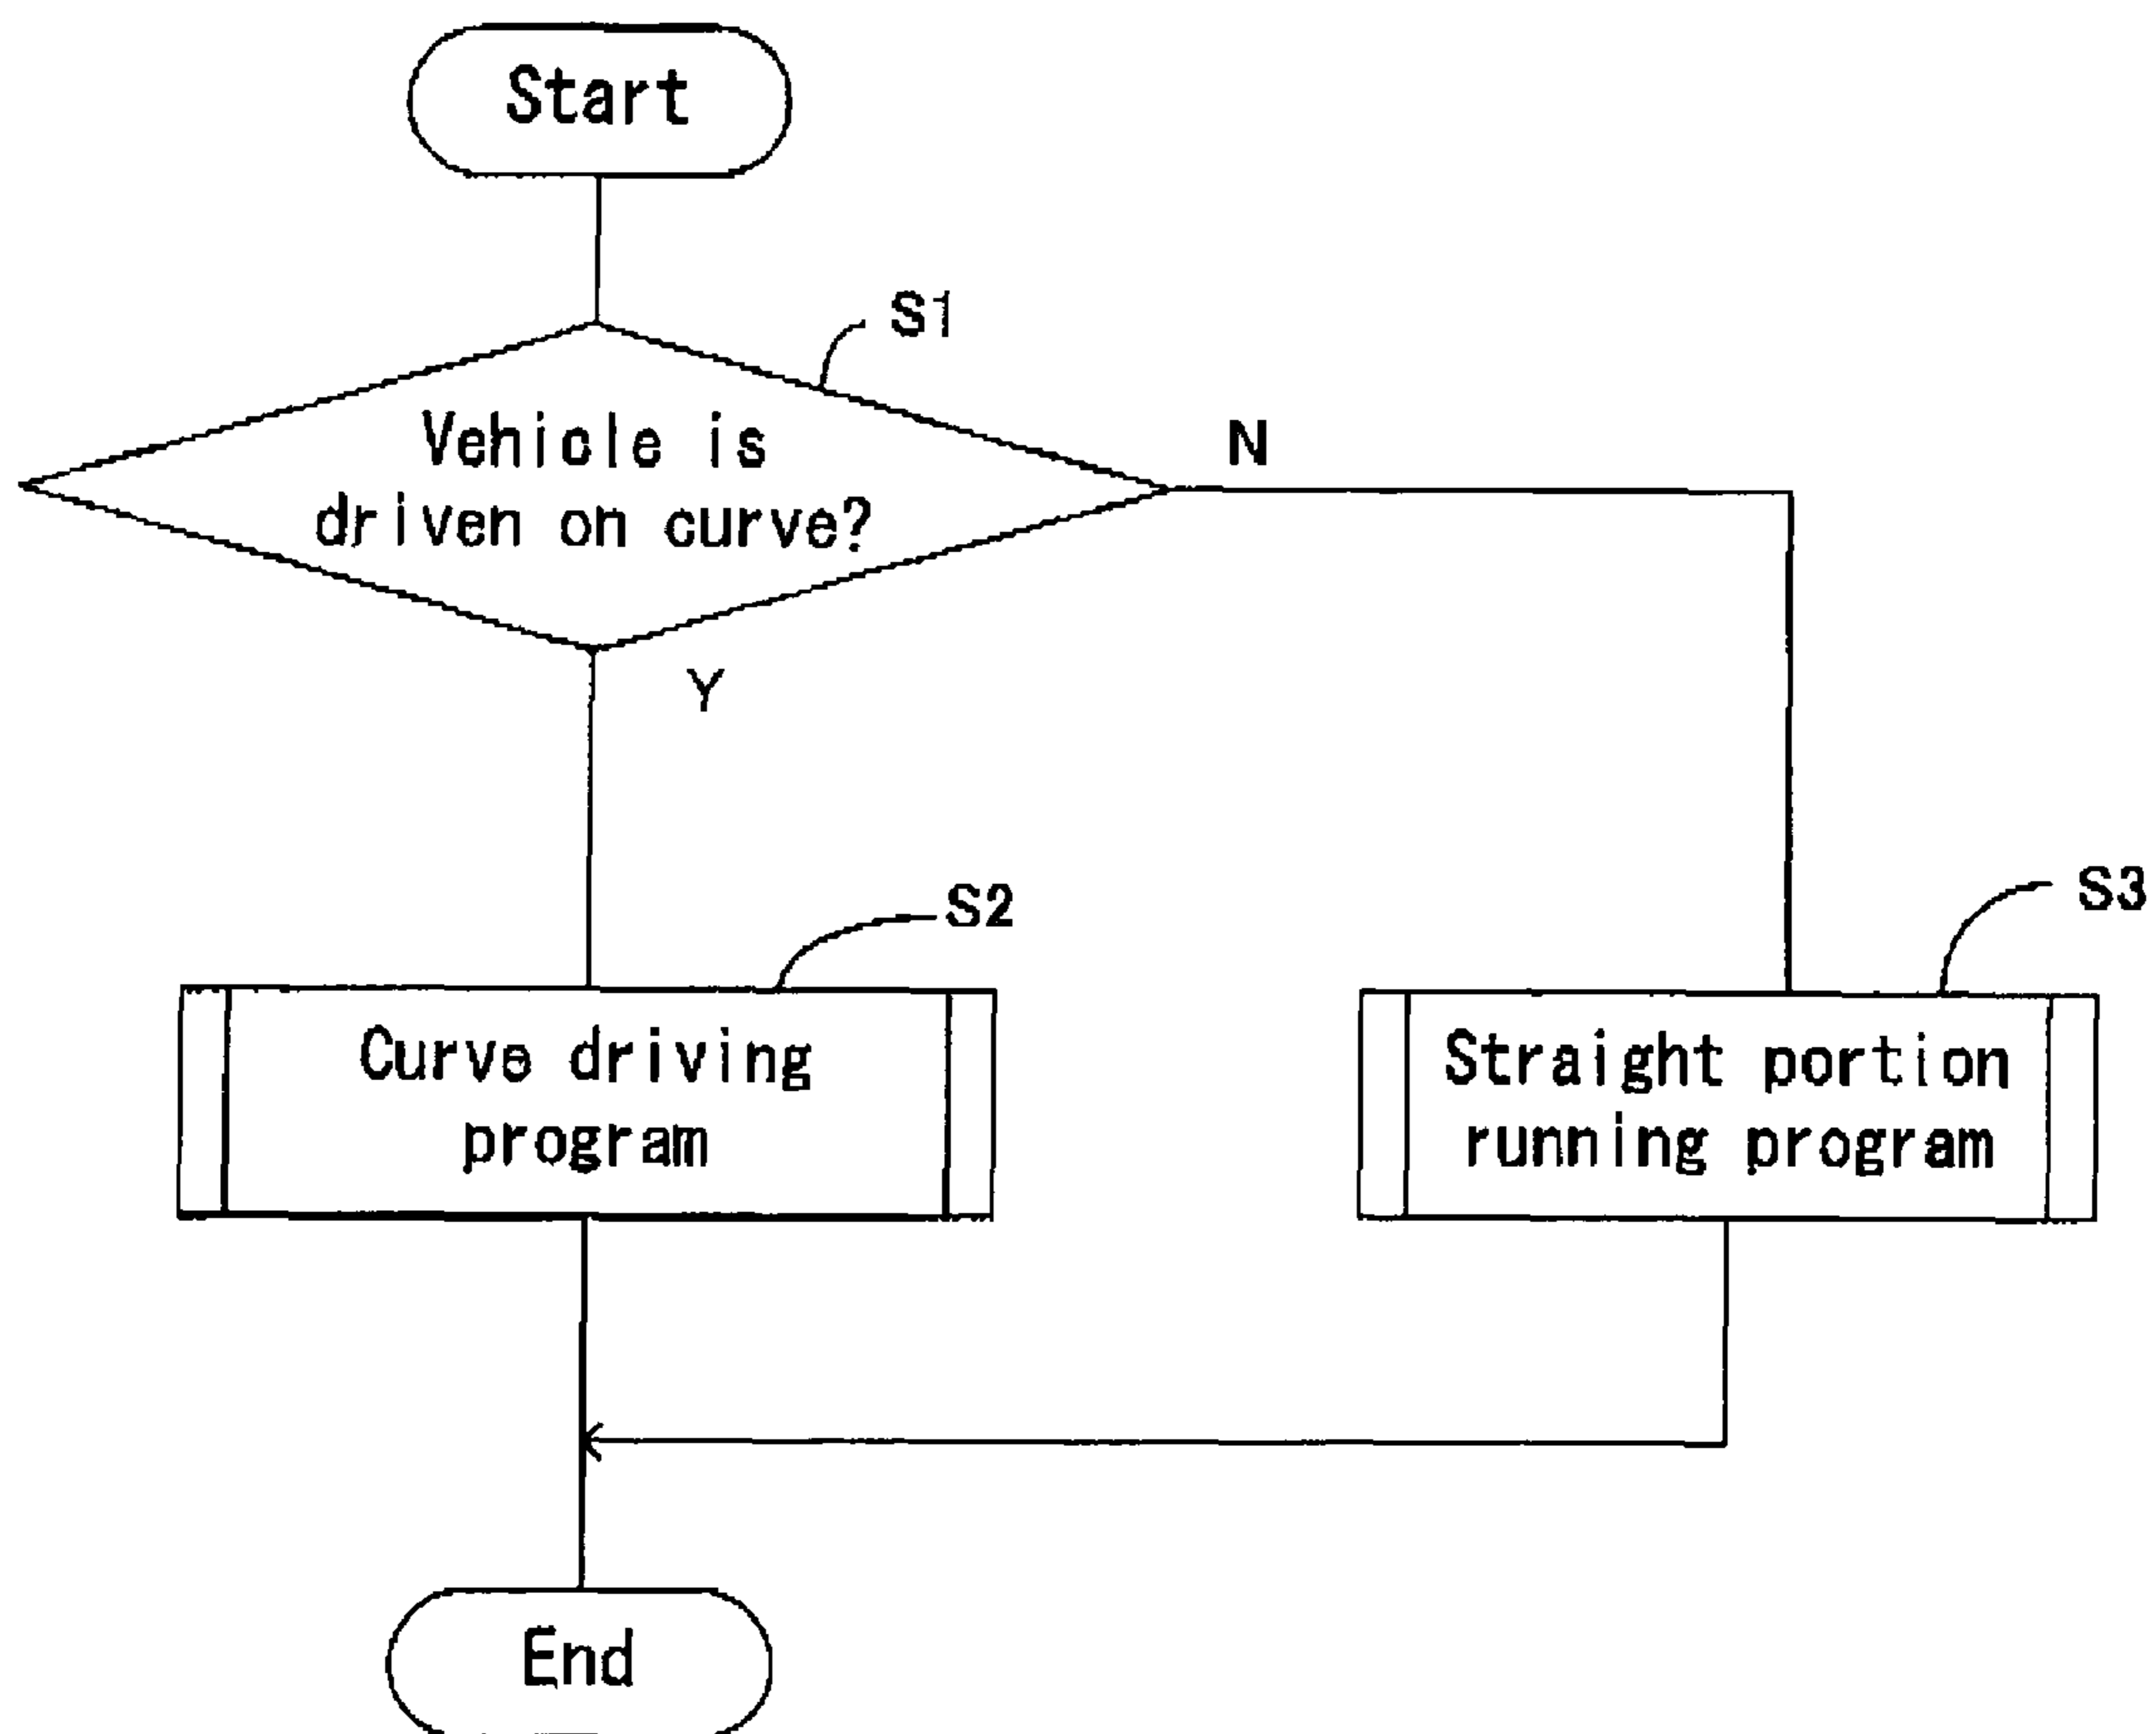 Start
S1
Vehicle is
driven on curve?
N
Y
S2
S3
Curve driving
program
Straight portion
running program
End